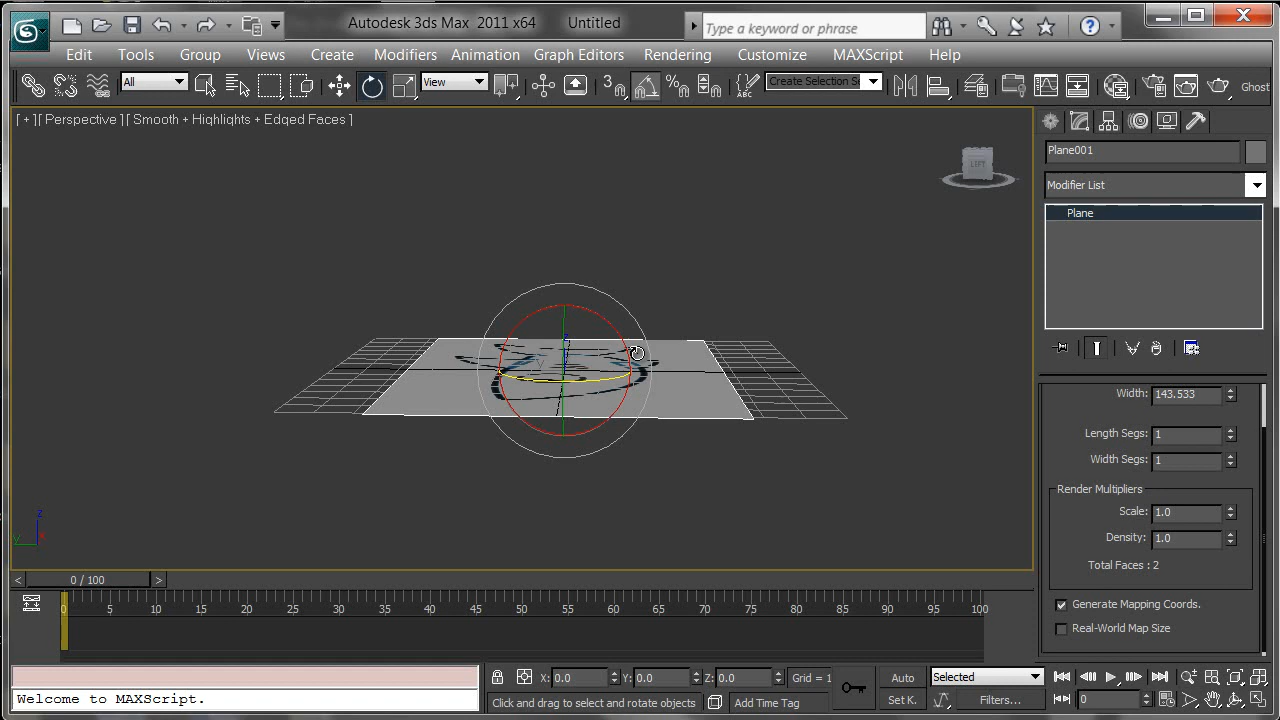 Autodesk 3ds Max 2011 x64 Untitled
Type a keyword or phrase
Edit Tools Group Views Create Modifiers Animation Graph Editors Rendering Customize MAXScript Help
All
View
3
%
ABC
Create Selection Se
Ghost
[ + ][ Perspective ] [ Smooth + Highlights + Edged Faces ]
LEFT
Plane001
Modifier List
Plane
Width: 143.533
Length Segs: 1
Width Segs: 1
Render Multipliers
Scale: 1.0
Density: 1.0
Total Faces : 2
Generate Mapping Coords.
Real-World Map Size
z
y
x
< 0 / 100 >
0 5 10 15 20 25 30 35 40 45 50 55 60 65 70 75 80 85 90 95 100
X: 0.0 Y: 0.0 Z: 0.0 Grid = 1
Auto
Selected
Welcome to MAXScript.
Click and drag to select and rotate objects
Add Time Tag
Set K.
Filters...
0